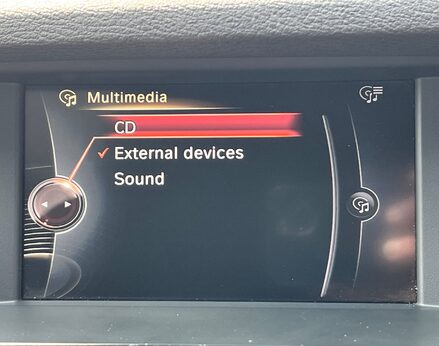 Multimedia
CD
External devices
Sound